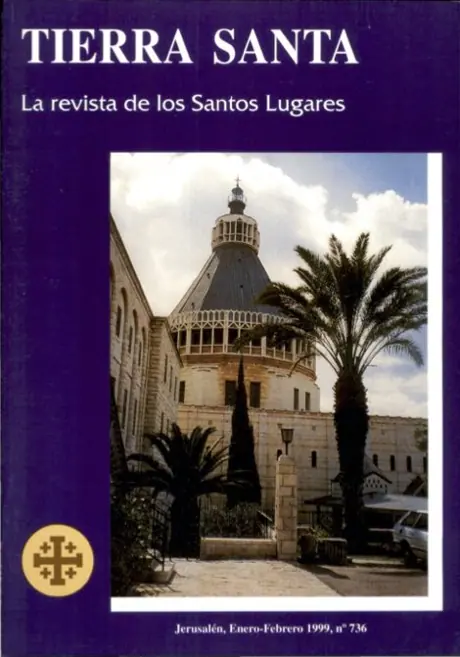 TIERRA SANTA
La revista de los Santos Lugares
Jerusalén, Enero-Febrero 1999, nº 736